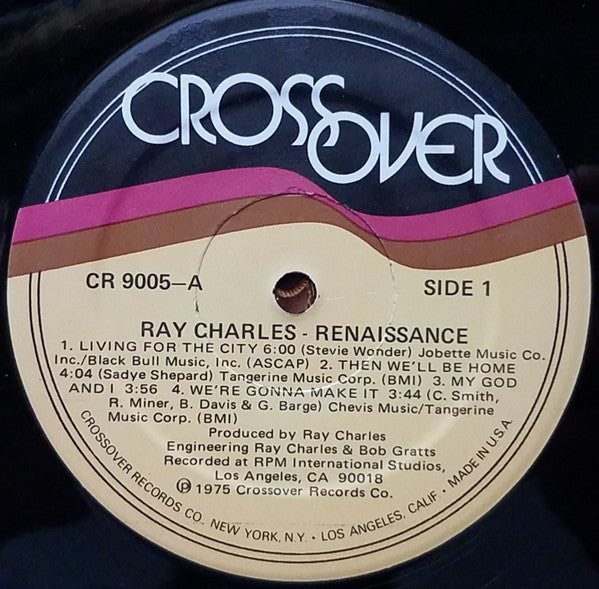 CROSSOVER
CR 9005-A
SIDE 1
RAY CHARLES - RENAISSANCE
1. LIVING FOR THE CITY 6:00 (Stevie Wonder) Jobette Music Co.
Inc./Black Bull Music, Inc. (ASCAP) 2. THEN WE'LL BE HOME
4:04 (Sadye Shepard) Tangerine Music Corp. (BMI) 3. MY GOD
AND I 3:56 4. WE'RE GONNA MAKE IT 3:44 (C. Smith,
R. Miner, B. Davis & G. Barge) Chevis Music/Tangerine
Music Corp. (BMI)
Produced by Ray Charles
Engineering Ray Charles & Bob Gratts
Recorded at RPM International Studios,
Los Angeles, CA 90018
℗ 1975 Crossover Records Co.
CROSSOVER RECORDS CO. NEW YORK, N.Y. • LOS ANGELES, CALIF • MADE IN U.S.A.